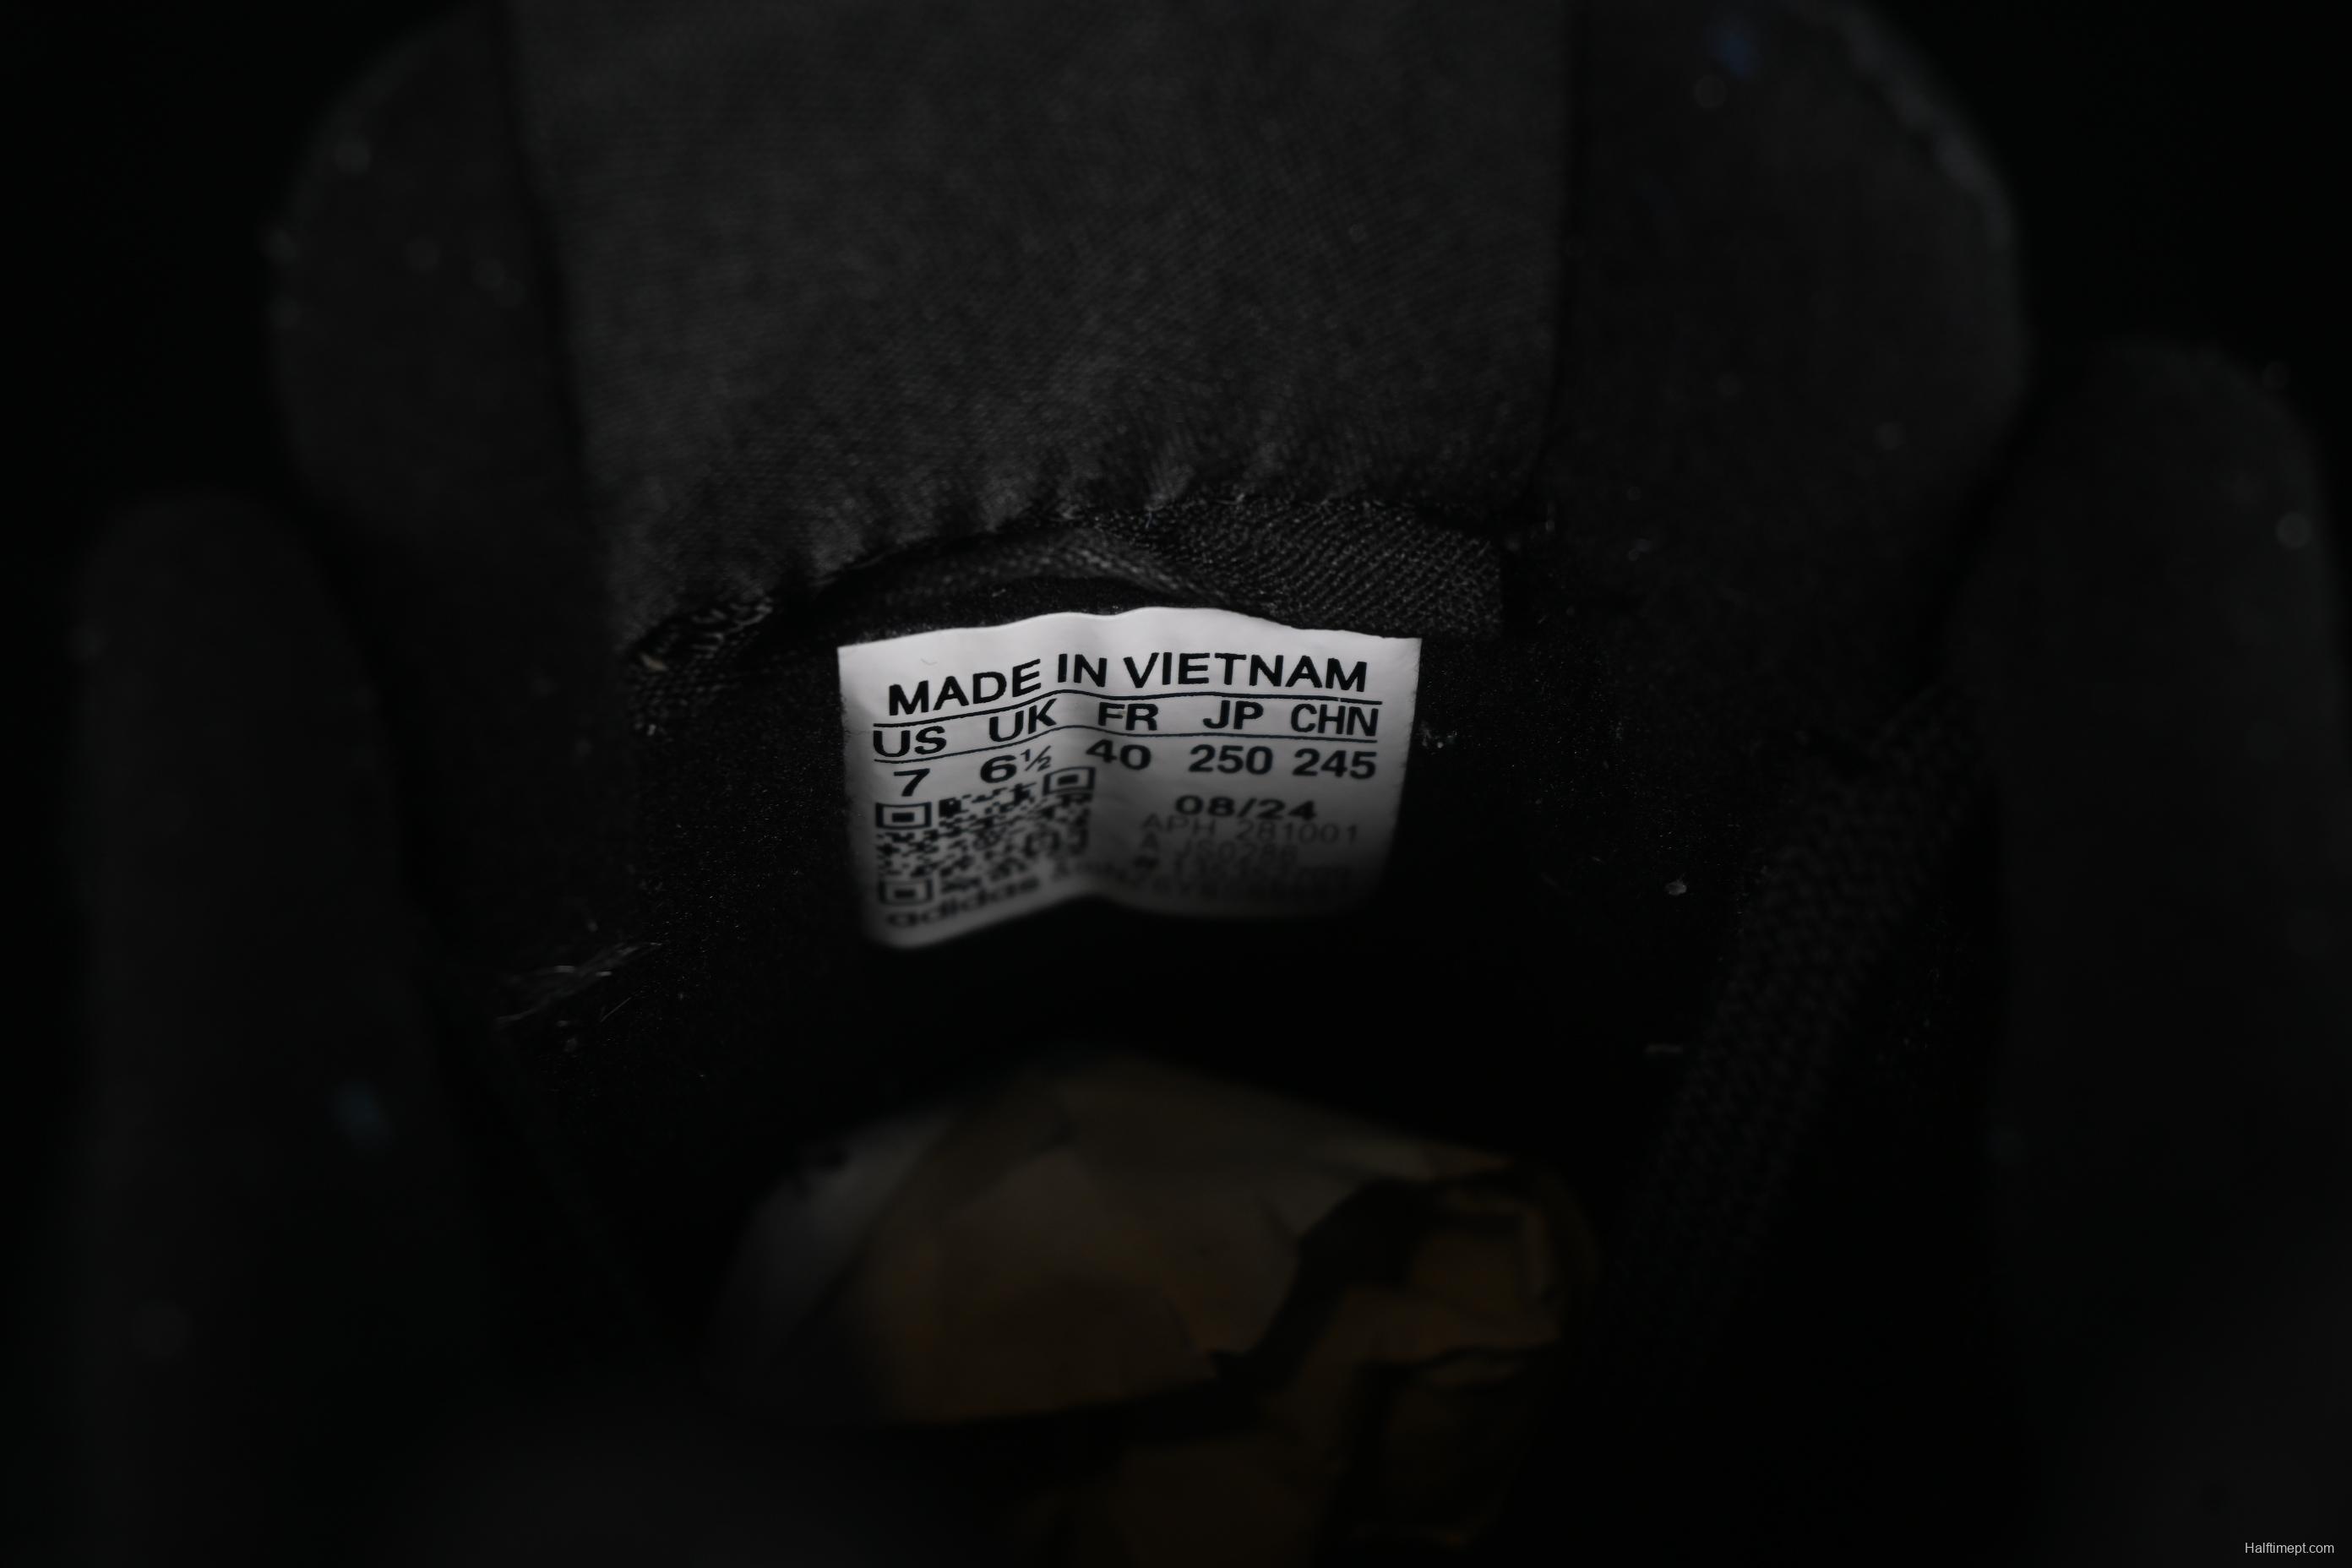 MADE IN VIETNAM
US UK FR JP CHN
7 6½ 40 250 245
08/24
APH 281001
adidas
Halftimept.com